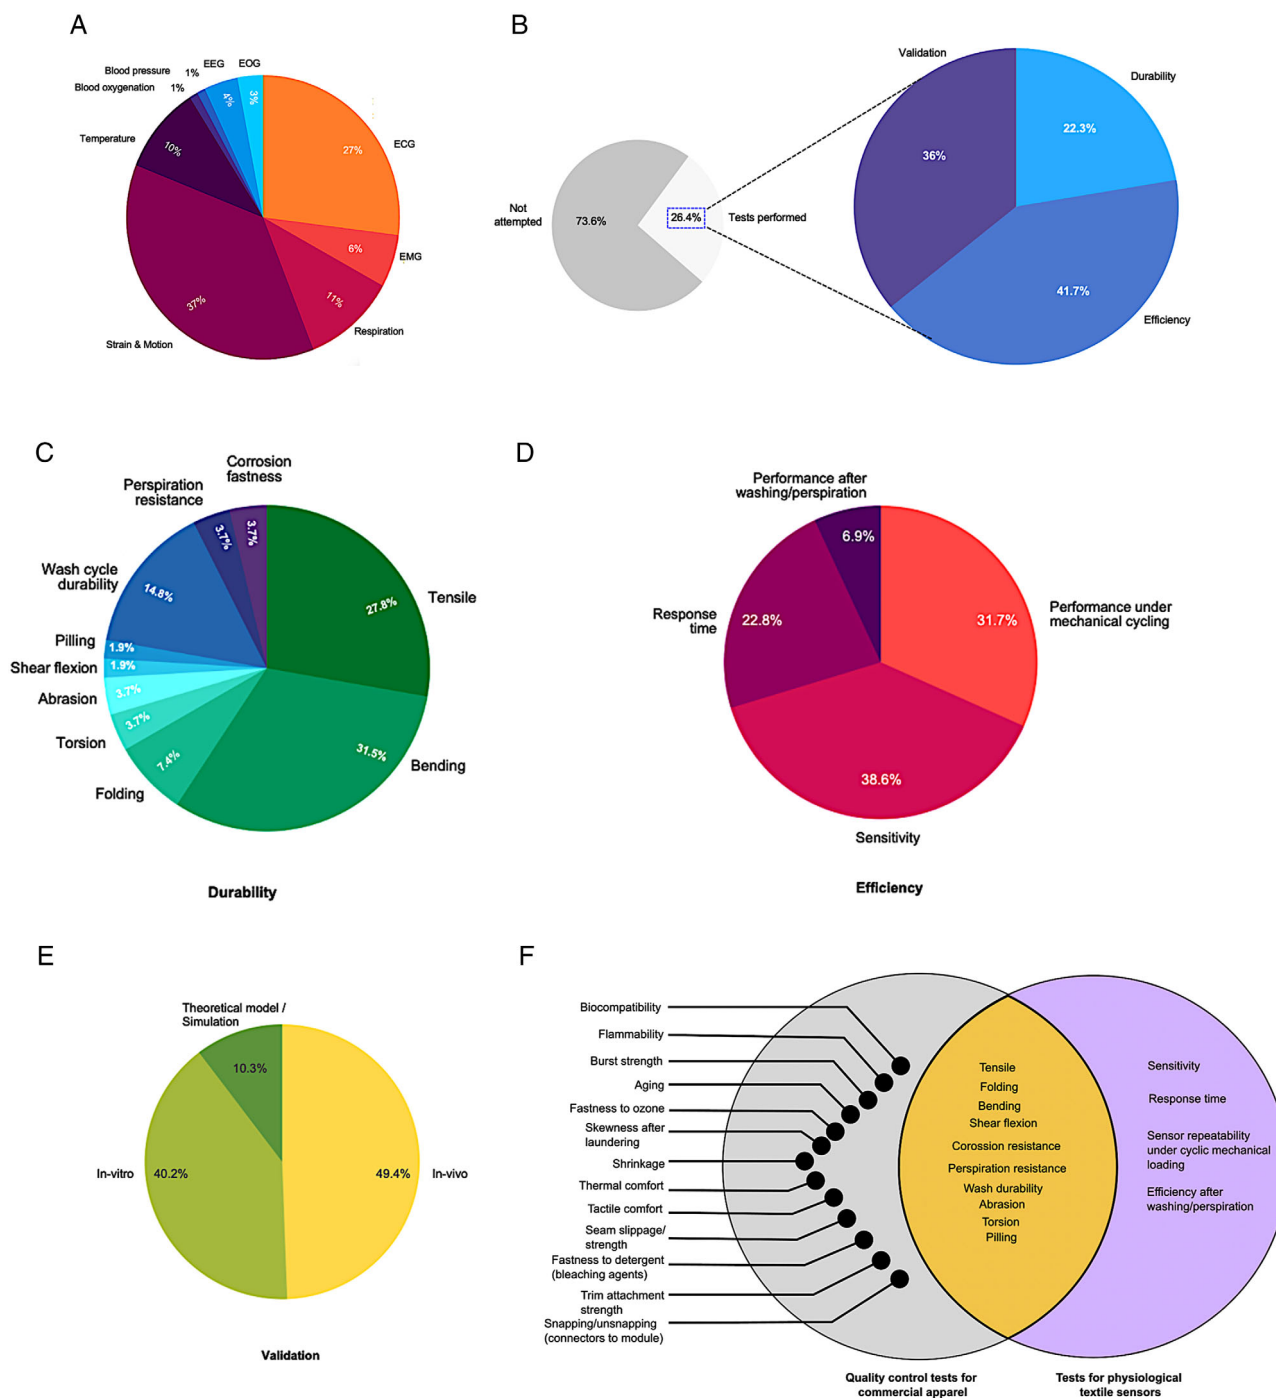 A
Blood pressure
1%
EEG
EOG
Blood oxygenation
1%
4%
3%
Temperature
10%
27%
ECG
6%
EMG
11%
Respiration
37%
Strain & Motion
B
Validation
Durability
22.3%
36%
Not
attempted
73.6%
26.4%
Tests performed
41.7%
Efficiency
C
Corrosion
fastness
Perspiration
resistance
3.7%
3.7%
Wash cycle
durability
14.8%
27.8%
Tensile
Pilling
1.9%
Shear flexion
1.9%
Abrasion
3.7%
Torsion
3.7%
Folding
7.4%
31.5%
Bending
Durability
D
Performance after
washing/perspiration
6.9%
Response
time
22.8%
31.7%
Performance under
mechanical cycling
38.6%
Sensitivity
Efficiency
E
Theoretical model /
Simulation
10.3%
In-vitro
40.2%
49.4%
In-vivo
Validation
F
Biocompatibility
Flammability
Burst strength
Aging
Fastness to ozone
Skewness after
laundering
Shrinkage
Thermal comfort
Tactile comfort
Seam slippage/
strength
Fastness to detergent
(bleaching agents)
Trim attachment
strength
Snapping/unsnapping
(connectors to module)
Tensile
Folding
Bending
Shear flexion
Corossion resistance
Perspiration resistance
Wash durability
Abrasion
Torsion
Pilling
Sensitivity
Response time
Sensor repeatability
under cyclic mechanical
loading
Efficiency after
washing/perspiration
Quality control tests for
commercial apparel
Tests for physiological
textile sensors